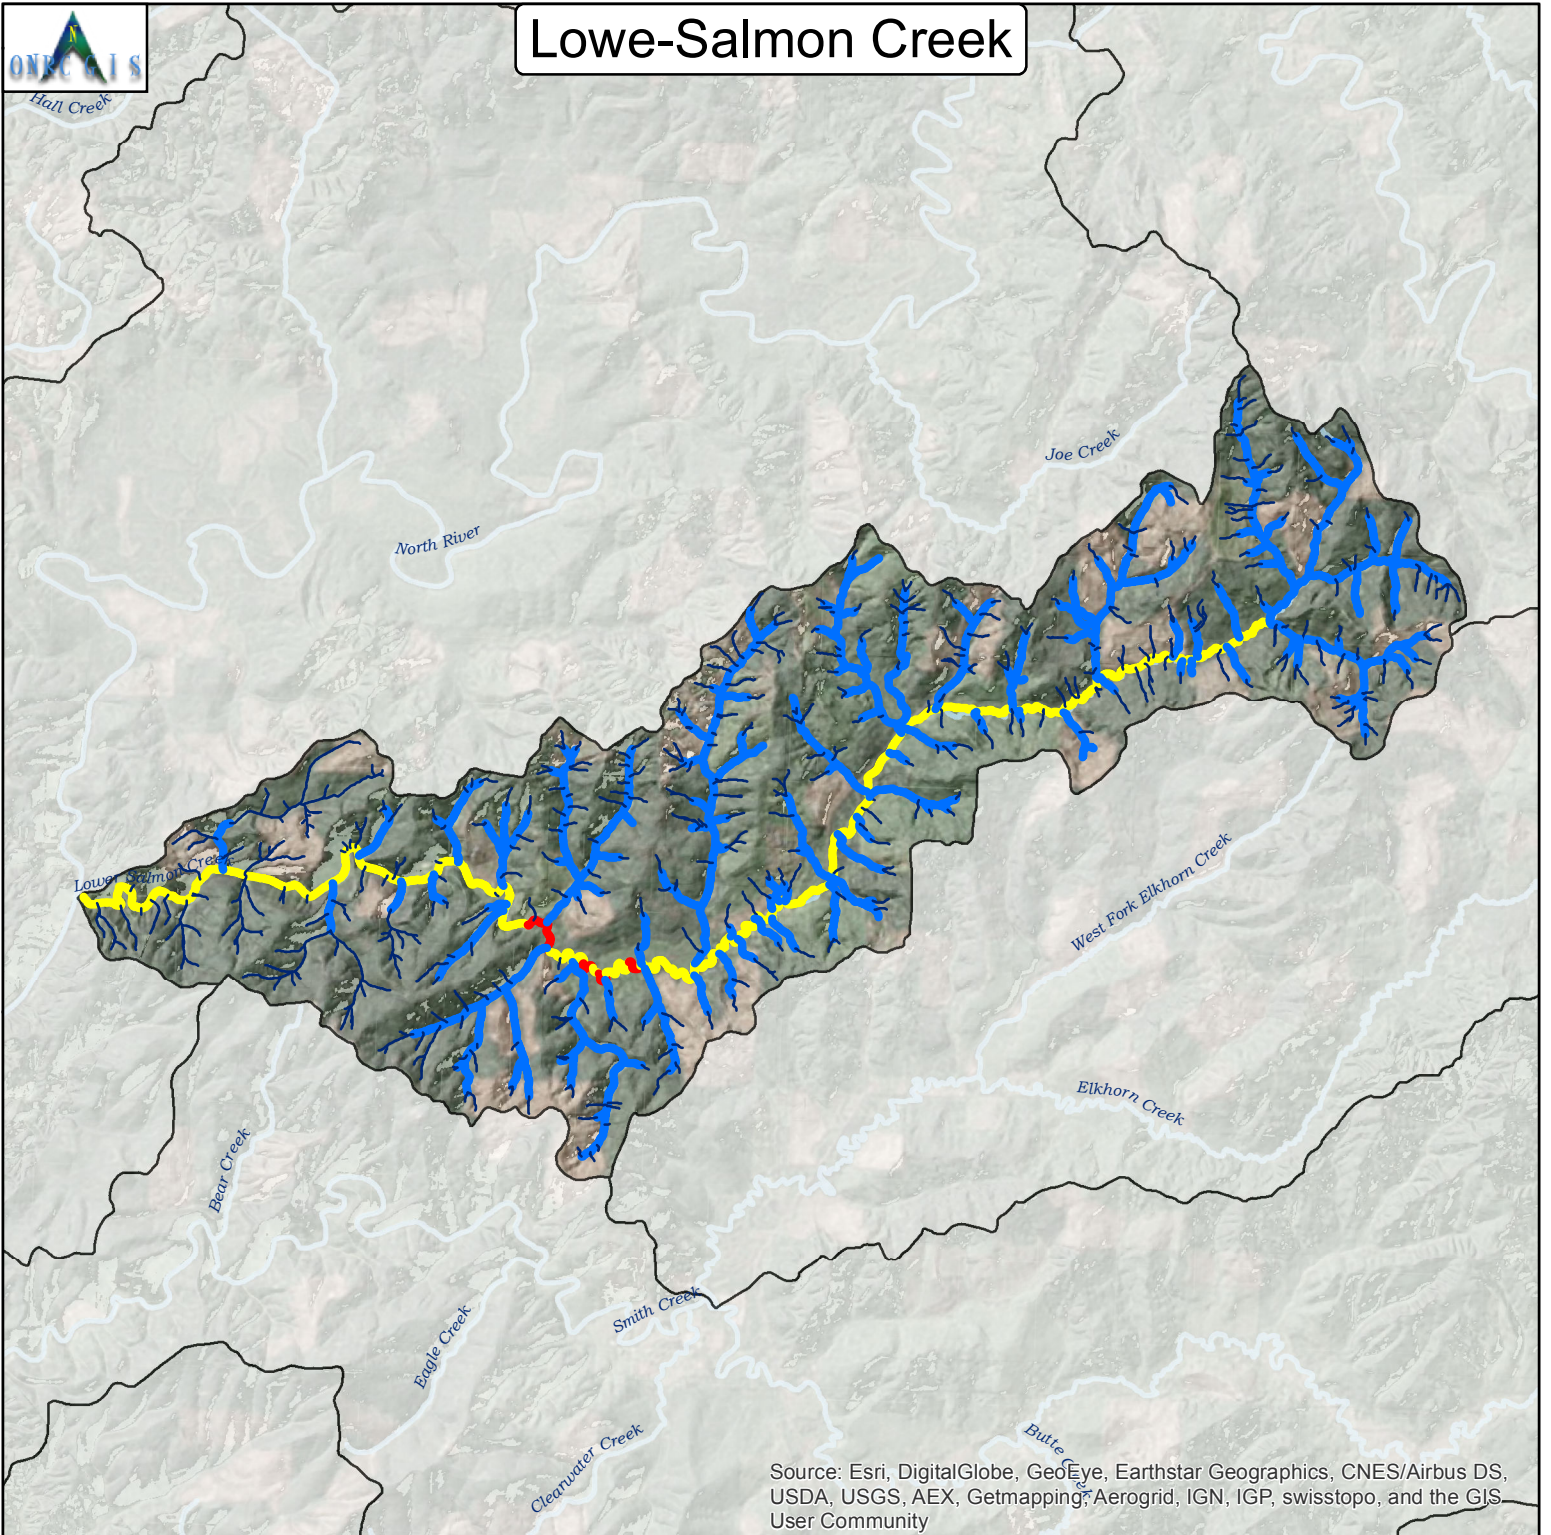 Lowe-Salmon Creek
N
ONRC GIS
Hall Creek
Joe Creek
North River
Lower Salmon Creek
West Fork Elkhorn Creek
Elkhorn Creek
Bear Creek
Smith Creek
Eagle Creek
Clearwater Creek
Butte Creek
Source: Esri, DigitalGlobe, GeoEye, Earthstar Geographics, CNES/Airbus DS,
USDA, USGS, AEX, Getmapping, Aerogrid, IGN, IGP, swisstopo, and the GIS
User Community